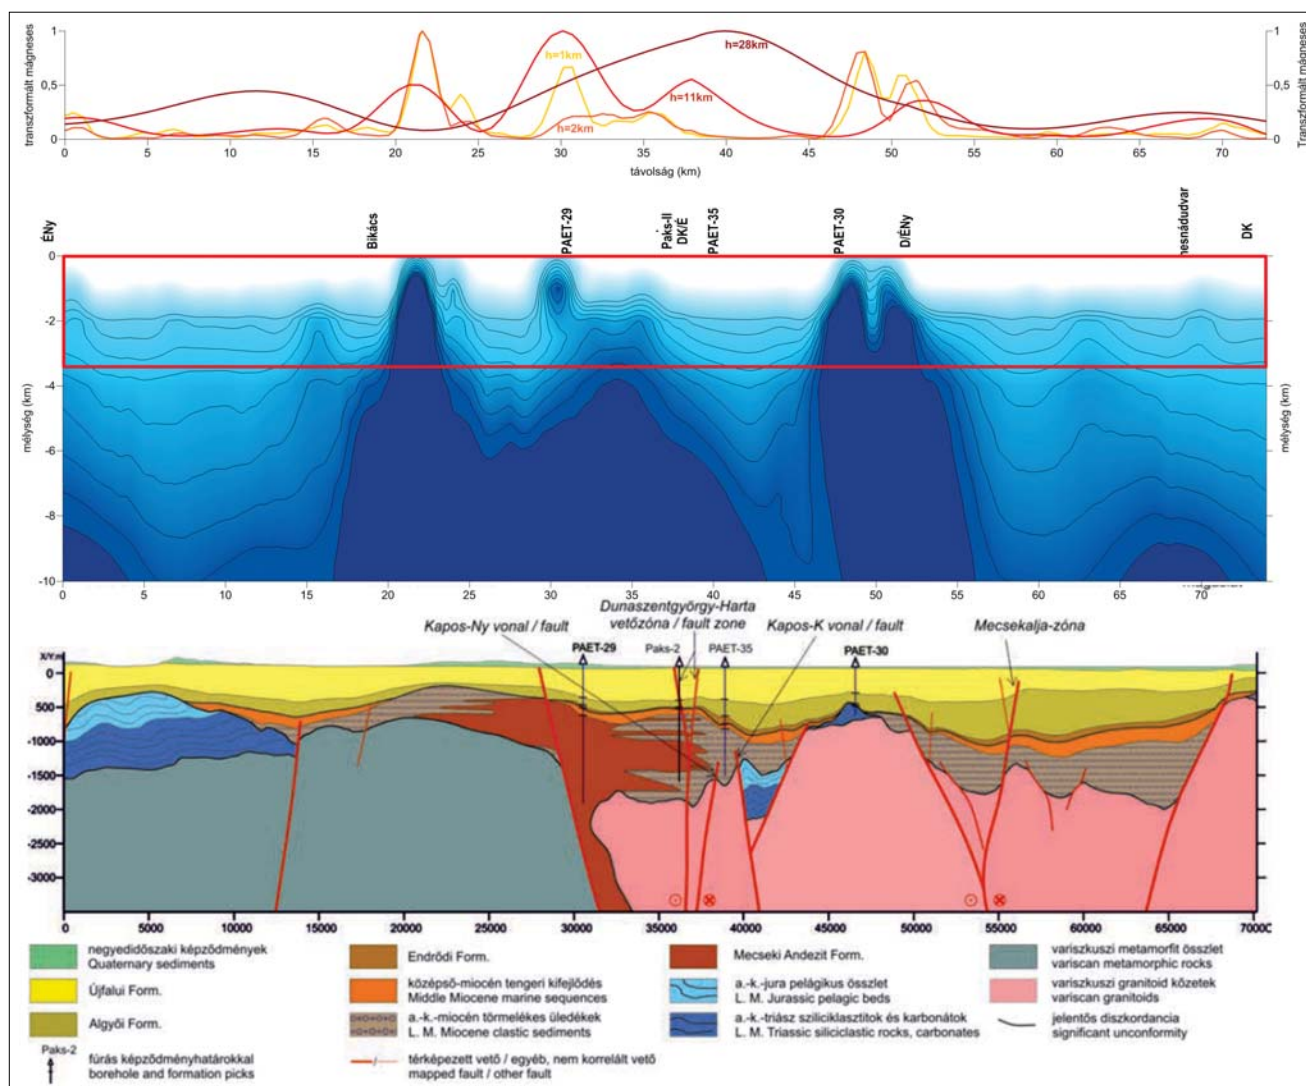 transzformált mágneses
1
0,5
0
h=1km
h=28km
h=11km
h=2km
1
0,5
0
Transzformált mágneses
0 5 10 15 20 25 30 35 40 45 50 55 60 65 70
távolság (km)
ÉNy
Bikács
PAET-29
Paks-II
DK/É
PAET-35
PAET-30
D/ÉNy
nesnádudvar
DK
0
-2
-4
-6
-8
-10
mélység (km)
mélység (km)
0 5 10 15 20 25 30 35 40 45 50 55 60 65 70
Dunaszentgyörgy-Harta
vetőzóna / fault zone
Kapos-Ny vonal / fault
Kapos-K vonal / fault
Mecsekalja-zóna
PAET-29
Paks-2
PAET-35
PAET-30
X/Y:m
0
500
-1000
-1500
-2000
-2500
-3000
0 5000 10000 15000 20000 25000 30000 35000 40000 45000 50000 55000 60000 65000 7000C
negyedidőszaki képződmények
Quaternary sediments
Újfalui Form.
Algyői Form.
Paks-2
fúrás képződményhatárokkal
borehole and formation picks
Endrődi Form.
középső-miocén tengeri kifejlődés
Middle Miocene marine sequences
a.-k.-miocén törmelékes üledékek
L. M. Miocene clastic sediments
térképezett vető / egyéb, nem korrelált vető
mapped fault / other fault
Mecseki Andezit Form.
a.-k.-jura pelágikus összlet
L. M. Jurassic pelagic beds
a.-k.-triász sziliciklasztitok és karbonátok
L. M. Triassic siliciclastic rocks, carbonates
variszkuszi metamorfit összlet
variscan metamorphic rocks
variszkuszi granitoid kőzetek
variscan granitoids
jelentős diszkordancia
significant unconformity